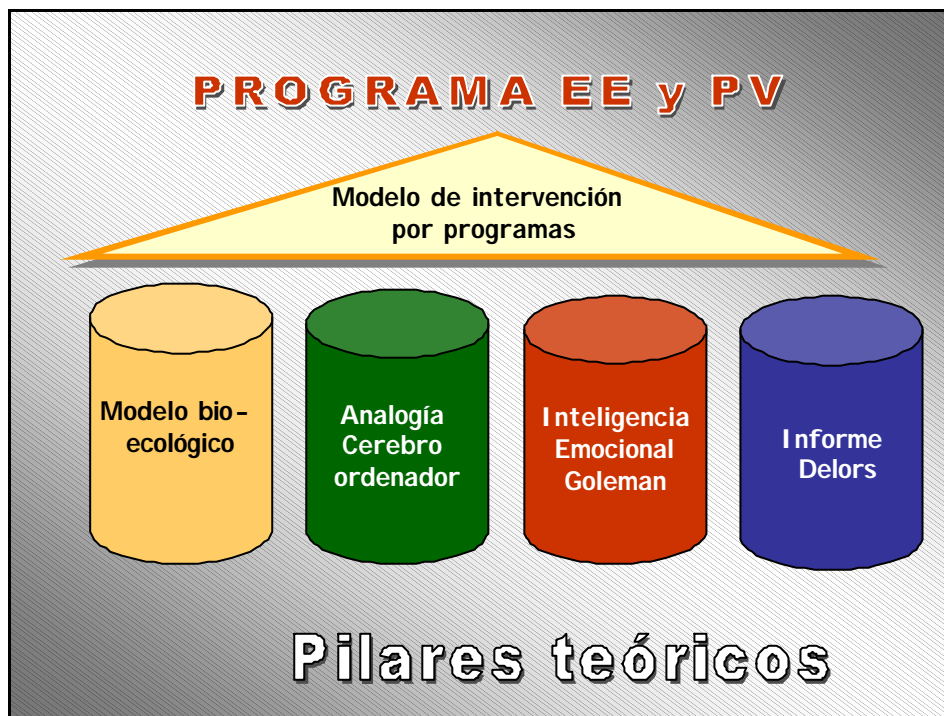 PROGRAMA EE y PV
Modelo de intervención
por programas
Modelo bio-
ecológico
Analogía
Cerebro
ordenador
Inteligencia
Emocional
Goleman
Informe
Delors
Pilares teóricos